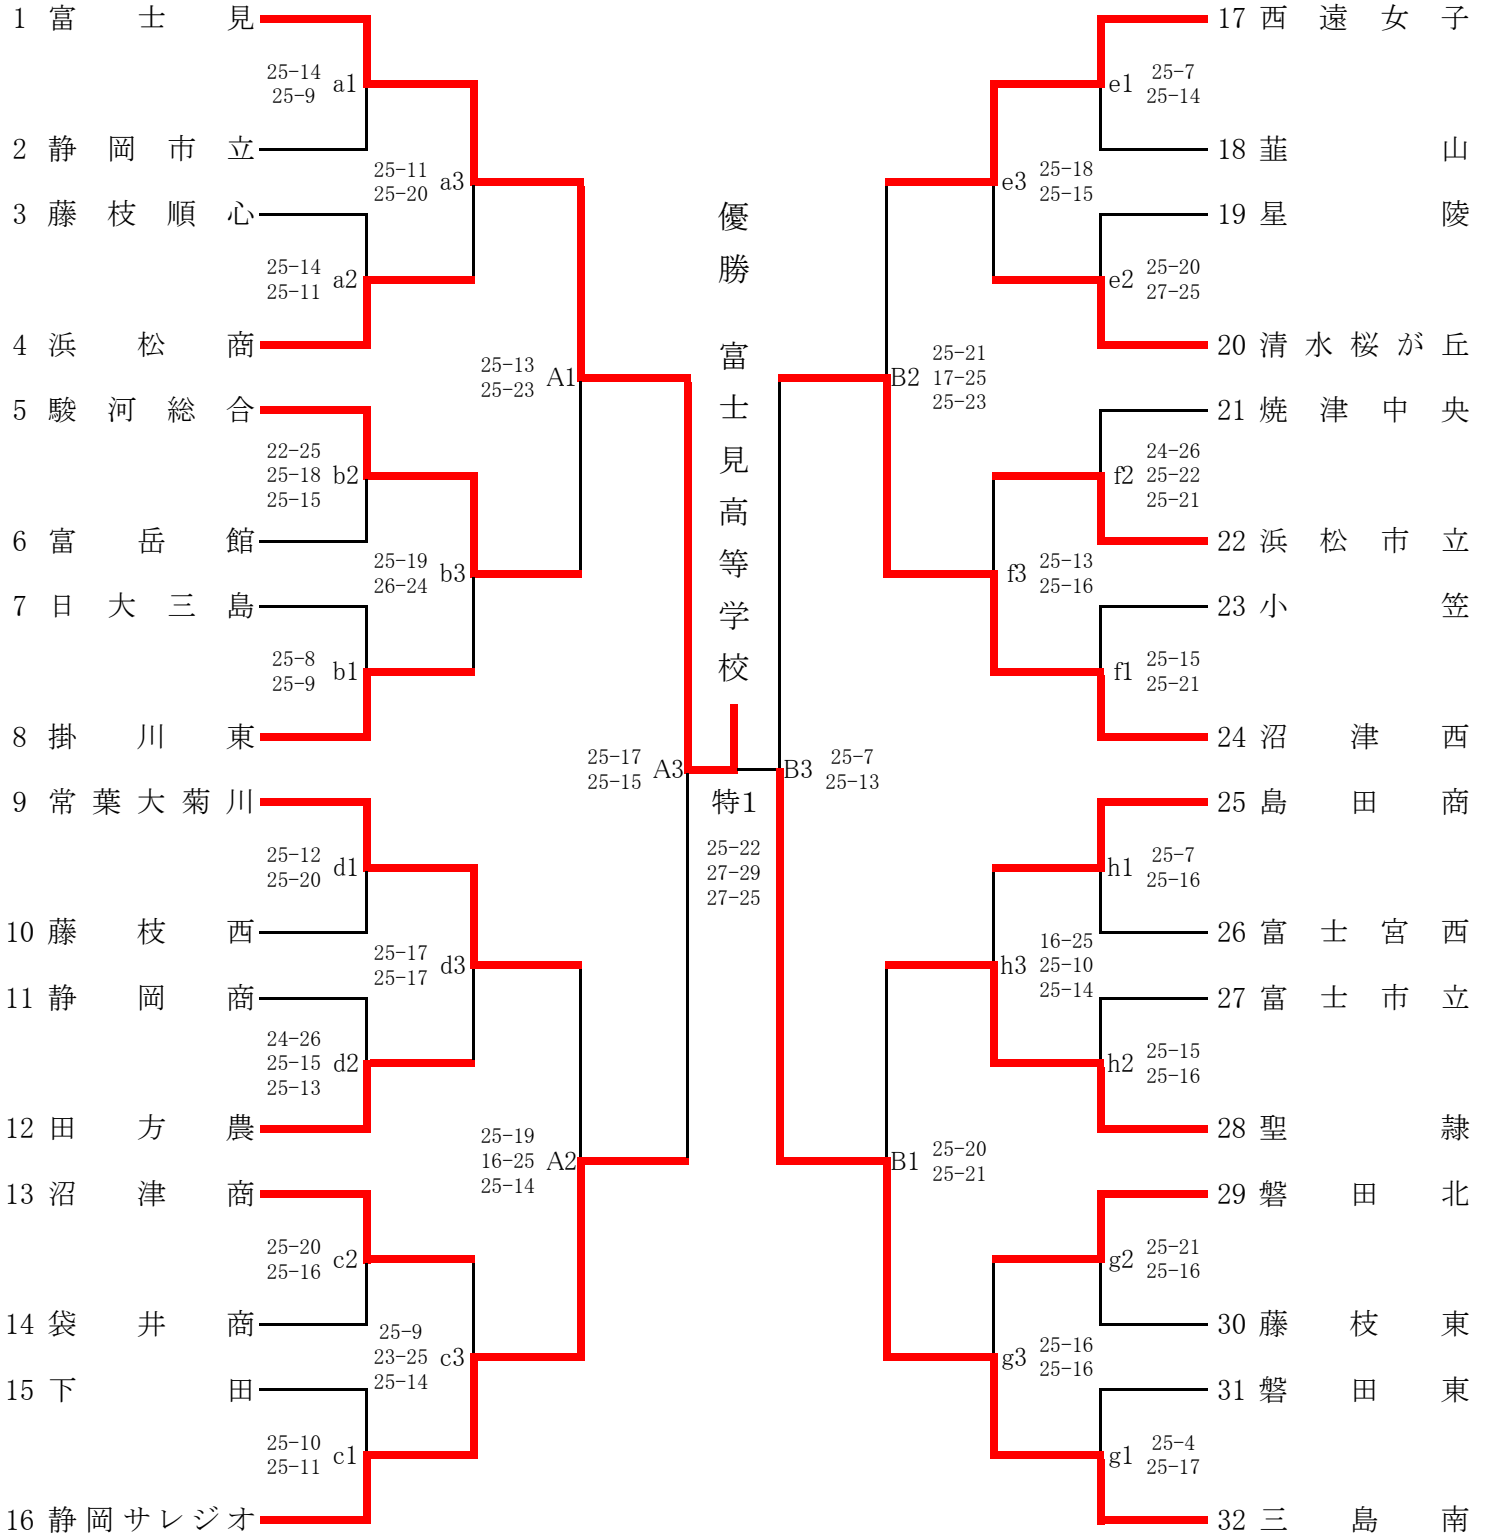 1 富士見
25-14
25-9
a1
2 静岡市立
25-11
25-20
a3
3 藤枝順心
25-14
25-11
a2
4 浜松商
25-13
25-23
A1
5 駿河総合
22-25
25-18
25-15
b2
6 富岳館
25-19
26-24
b3
7 日大三島
25-8
25-9
b1
8 掛川東
25-17
25-15
A3
9 常葉大菊川
25-12
25-20
d1
10 藤枝西
25-17
25-17
d3
11 静岡商
24-26
25-15
25-13
d2
12 田方農
25-19
16-25
25-14
A2
13 沼津商
25-20
25-16
c2
14 袋井商
25-9
23-25
25-14
c3
15 下田
25-10
25-11
c1
16 静岡サレジオ
優勝 富士見高等学校
特1
25-22
27-29
27-25
17 西遠女子
e1
25-7
25-14
18 韮山
e3
25-18
25-15
19 星陵
e2
25-20
27-25
20 清水桜が丘
B2
25-21
17-25
25-23
21 焼津中央
f2
24-26
25-22
25-21
22 浜松市立
f3
25-13
25-16
23 小笠
f1
25-15
25-21
24 沼津西
B3
25-7
25-13
25 島田商
h1
25-7
25-16
26 富士宮西
h3
16-25
25-10
25-14
27 富士市立
h2
25-15
25-16
28 聖隷
B1
25-20
25-21
29 磐田北
g2
25-21
25-16
30 藤枝東
g3
25-16
25-16
31 磐田東
g1
25-4
25-17
32 三島南